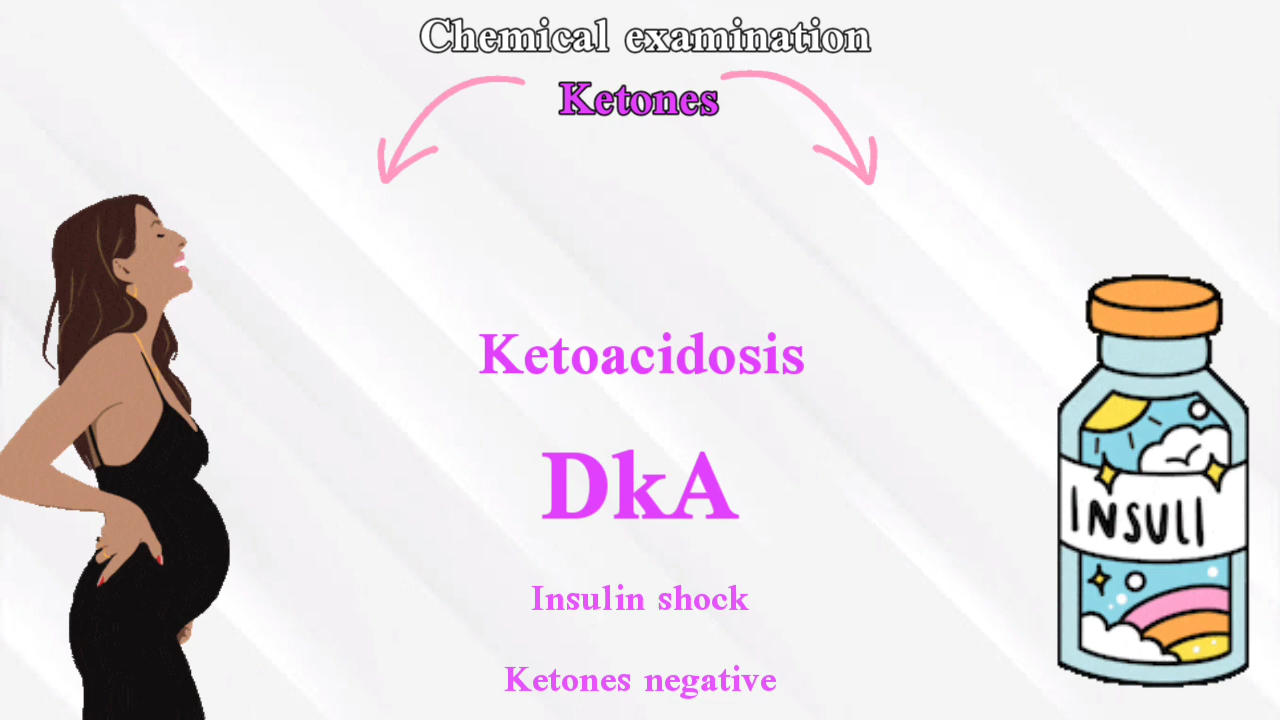 Chemical examination
Ketones
Ketoacidosis
DkA
INSULI
Insulin shock
Ketones negative